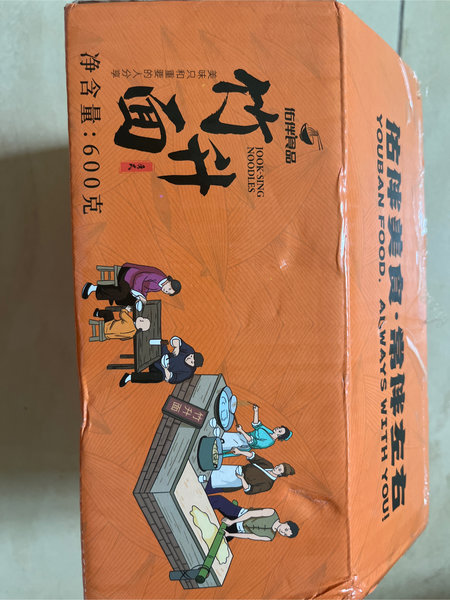 佑伴美食·常伴左右
YOUBAN FOOD, ALWAYS WITH YOU!
佑伴食品
竹升面
JOOK-SING
NOODLES
广式
美味只和重要的人分享
净含量:600克
竹升面